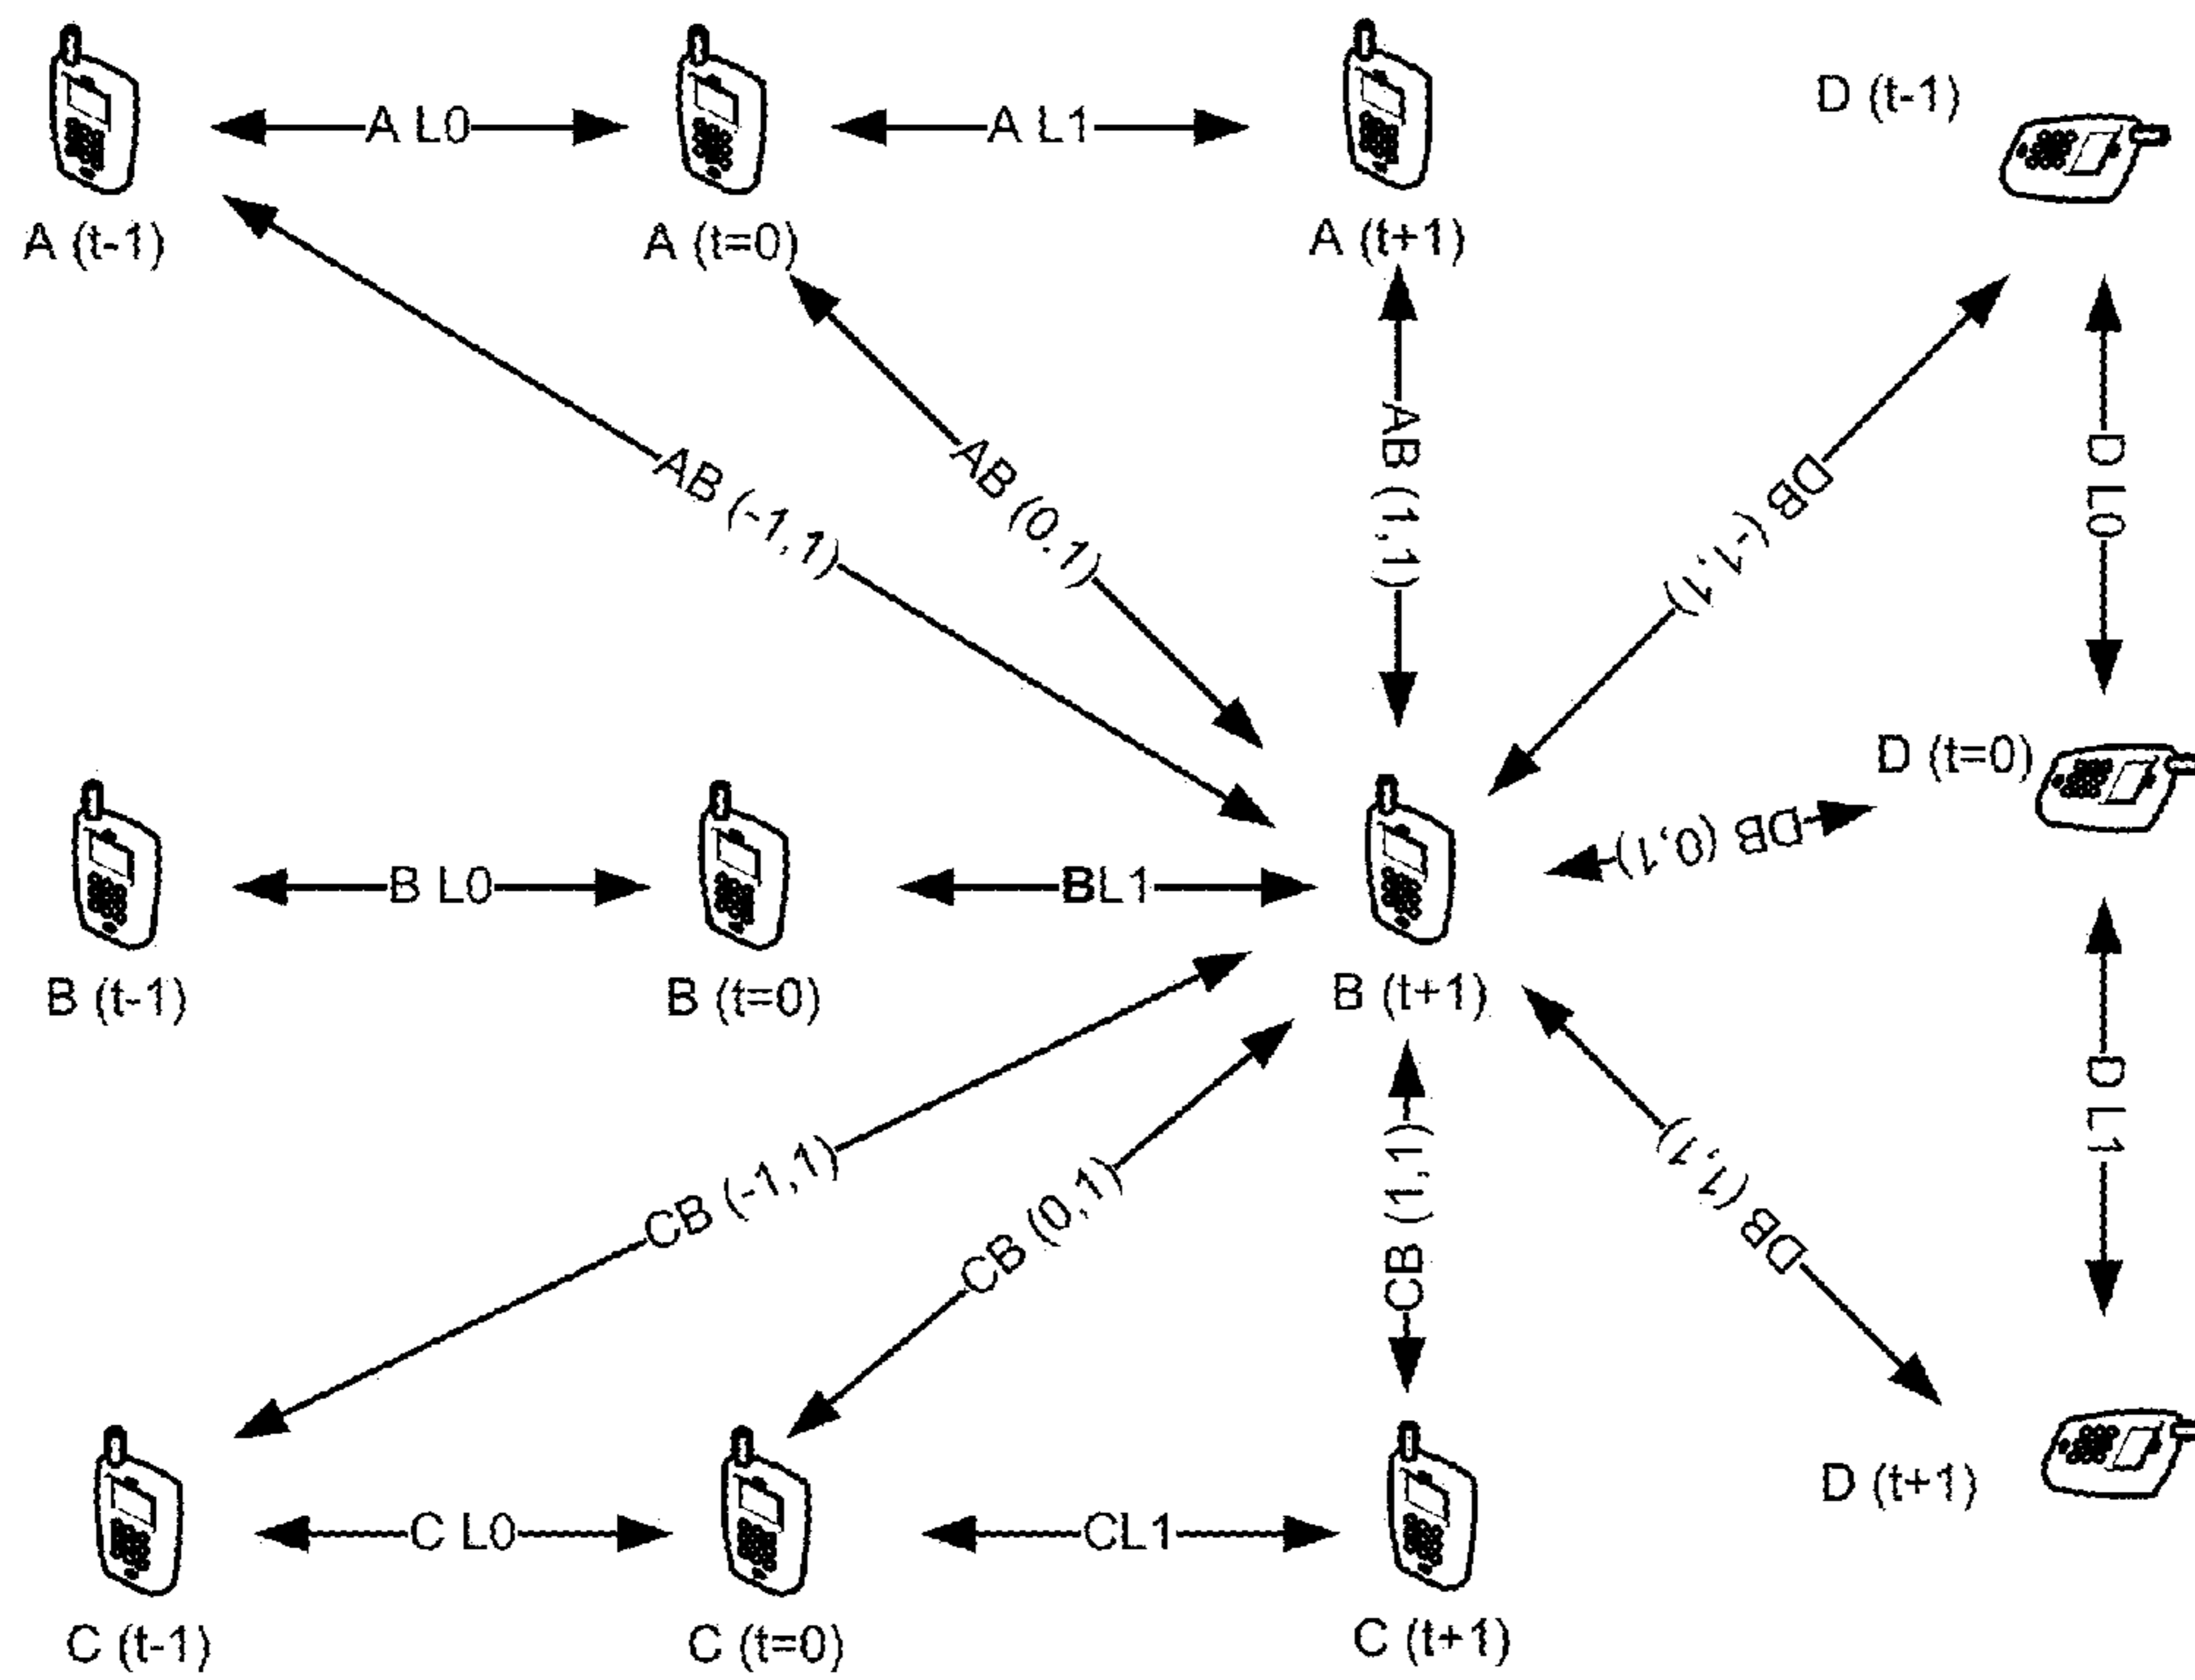 A L0
A L1
D (t-1)
A (t-1)
A (t=0)
A (t+1)
AB (-1,1)
AB (0.1)
AB (1,1)
DB (-1,1)
D L0
D (t=0)
DB (0,1)
B L0
BL1
B (t-1)
B (t=0)
B (t+1)
CB (-1,1)
CB (0,1)
CB (1,1)
DB (1,1)
D L1
C L0
CL1
D (t+1)
C (t-1)
C (t=0)
C (t+1)